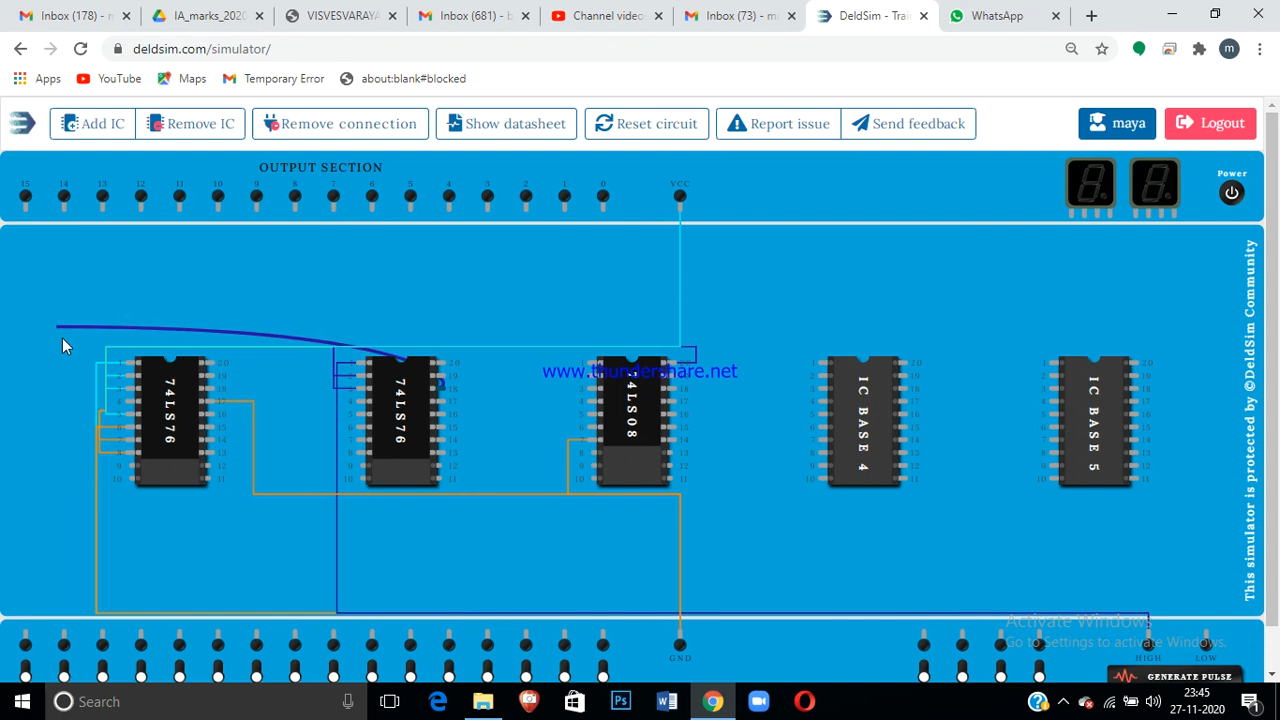 Inbox (178) - m
IA_marks_2020
VISVESVARAYA
Inbox (681) - b
Channel video
Inbox (73) - m
DeldSim - Trai
WhatsApp
deldsim.com/simulator/
Apps
YouTube
Maps
Temporary Error
about:blank#blocked
Add IC
Remove IC
Remove connection
Show datasheet
Reset circuit
Report issue
Send feedback
maya
Logout
OUTPUT SECTION
15 14 13 12 11 10 9 8 7 6 5 4 3 2 1 0 VCC
Power
74LS76
74LS76
74LS08
IC BASE 4
IC BASE 5
www.thundershare.net
This simulator is protected by ©DeldSim Community
GND
HIGH
LOW
Activate Windows
Go to Settings to activate Windows.
GENERATE PULSE
Search
23:45
27-11-2020